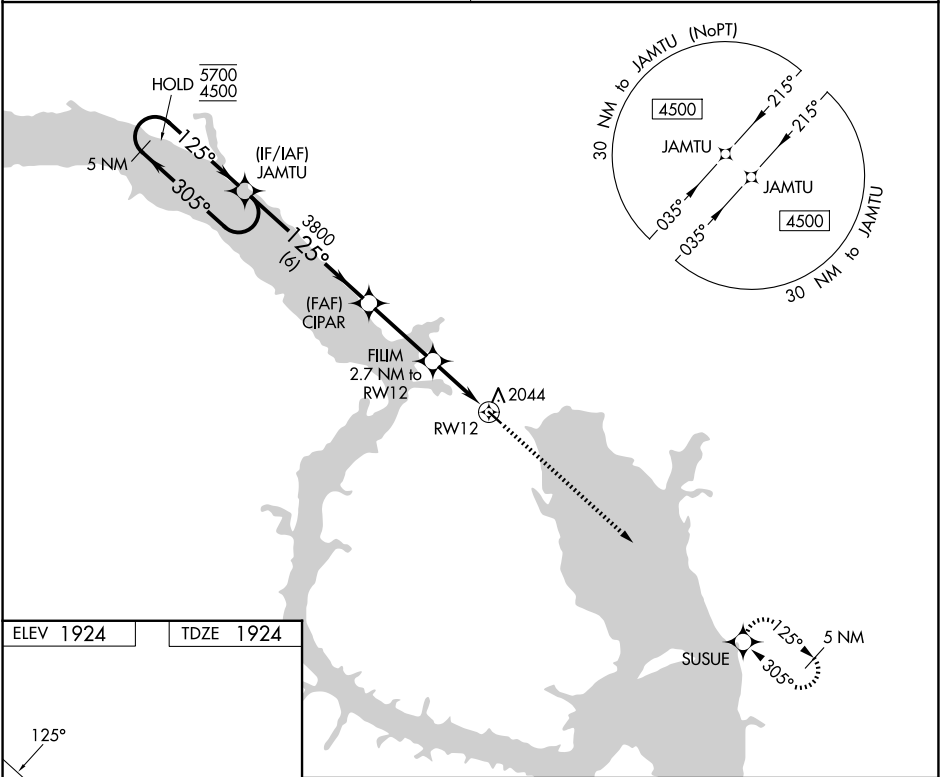 HOLD 5700
4500
125°
305°
5 NM
(IF/IAF)
JAMTU
3800
125°
(6)
(FAF)
CIPAR
FILIM
2.7 NM to
RW12
2044
RW12
SUSUE
125°
305°
5 NM
30 NM to JAMTU (NoPT)
4500
215°
JAMTU
035°
215°
JAMTU
035°
4500
30 NM to JAMTU
ELEV 1924
TDZE 1924
125°